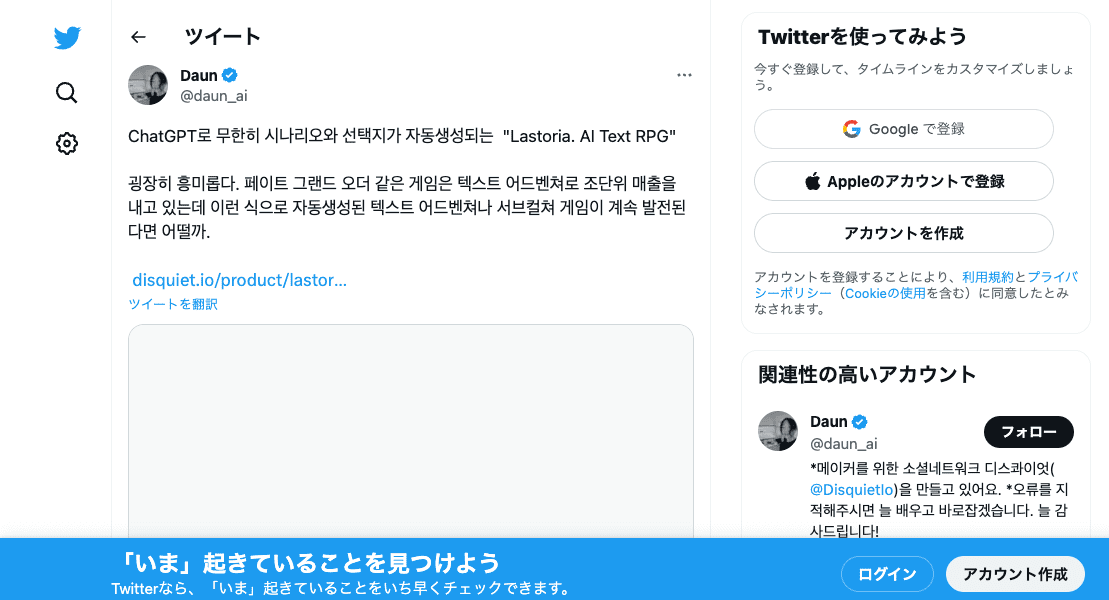 ツイート
Daun
@daun_ai
ChatGPT로 무한히 시나리오와 선택지가 자동생성되는 "Lastoria. AI Text RPG"
굉장히 흥미롭다. 페이트 그랜드 오더 같은 게임은 텍스트 어드벤쳐로 조단위 매출을
내고 있는데 이런 식으로 자동생성된 텍스트 어드벤쳐나 서브컬쳐 게임이 계속 발전된
다면 어떨까.
disquiet.io/product/lastor...
ツイートを翻訳
Twitterを使ってみよう
今すぐ登録して、タイムラインをカスタマイズしましょ
う。
Google で登録
Appleのアカウントで登録
アカウントを作成
アカウントを登録することにより、利用規約とプライバ
シーポリシー（Cookieの使用を含む）に同意したとみ
なされます。
関連性の高いアカウント
Daun
@daun_ai
フォロー
*메이커를 위한 소셜네트워크 디스콰이엇(
@DisquietIo)을 만들고 있어요. *오류를 지
적해주시면 늘 배우고 바로잡겠습니다. 늘 감
사드립니다!
「いま」起きていることを見つけよう
Twitterなら、「いま」起きていることをいち早くチェックできます。
ログイン
アカウント作成